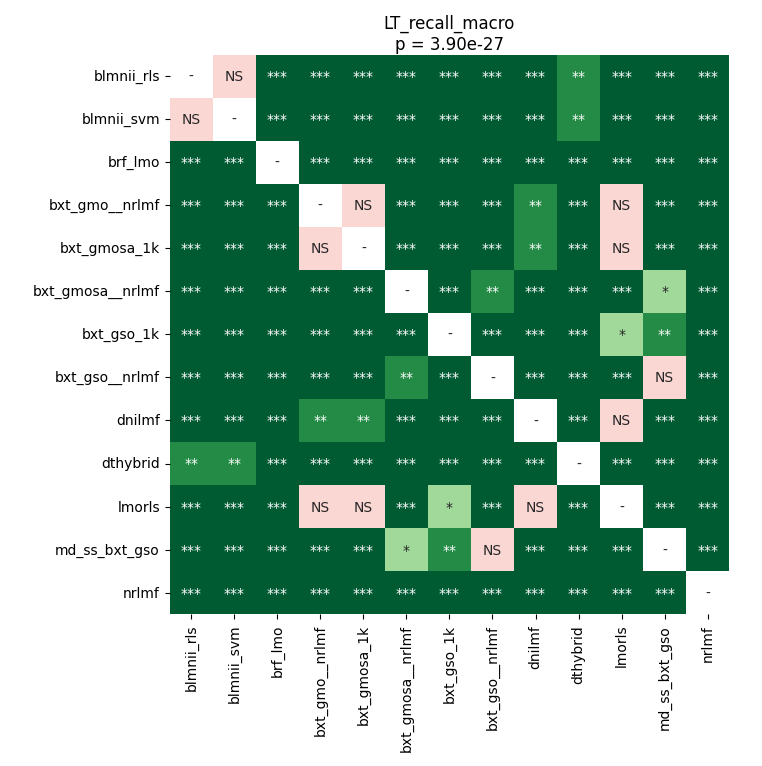 LT_recall_macro
p = 3.90e-27
blmnii_rls - NS *** *** *** *** *** *** *** ** *** *** ***
blmnii_svm NS - *** *** *** *** *** *** *** ** *** *** ***
brf_lmo *** *** - *** *** *** *** *** *** *** *** *** ***
bxt_gmo__nrlmf *** *** *** - NS *** *** *** ** *** NS *** ***
bxt_gmosa_1k *** *** *** NS - *** *** *** ** *** NS *** ***
bxt_gmosa__nrlmf *** *** *** *** *** - *** ** *** *** *** * ***
bxt_gso_1k *** *** *** *** *** *** - *** *** *** * ** ***
bxt_gso__nrlmf *** *** *** *** *** ** *** - *** *** *** NS ***
dnilmf *** *** *** ** ** *** *** *** - *** NS *** ***
dthybrid ** ** *** *** *** *** *** *** *** - *** *** ***
lmorls *** *** *** NS NS *** * *** NS *** - *** ***
md_ss_bxt_gso *** *** *** *** *** * ** NS *** *** *** - ***
nrlmf *** *** *** *** *** *** *** *** *** *** *** *** -
blmnii_rls
blmnii_svm
brf_lmo
bxt_gmo__nrlmf
bxt_gmosa_1k
bxt_gmosa__nrlmf
bxt_gso_1k
bxt_gso__nrlmf
dnilmf
dthybrid
lmorls
md_ss_bxt_gso
nrlmf